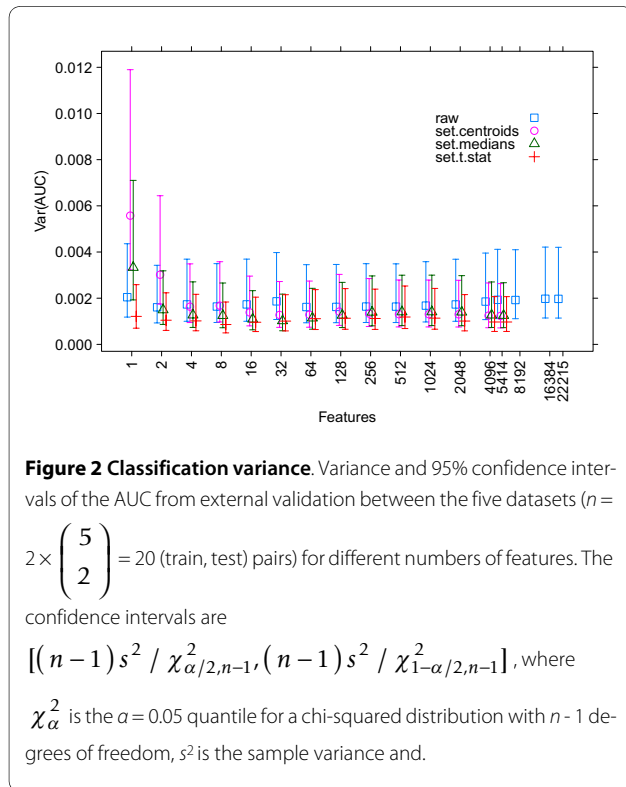 0.012
0.010
0.008
0.006
0.004
0.002
0.000
Var(AUC)
raw
set.centroids
set.medians
set.t.stat
1
2
4
8
16
32
64
128
256
512
1024
2048
4096
5414
8192
16384
22215
Features
Figure 2 Classification variance. Variance and 95% confidence inter-
vals of the AUC from external validation between the five datasets (n =
2 × ( 5 2 ) = 20 (train, test) pairs) for different numbers of features. The
confidence intervals are
[(n − 1) s² / χ²α/2,n−1, (n − 1) s² / χ²1−α/2,n−1] , where
χ²α is the α = 0.05 quantile for a chi-squared distribution with n - 1 de-
grees of freedom, s² is the sample variance and.